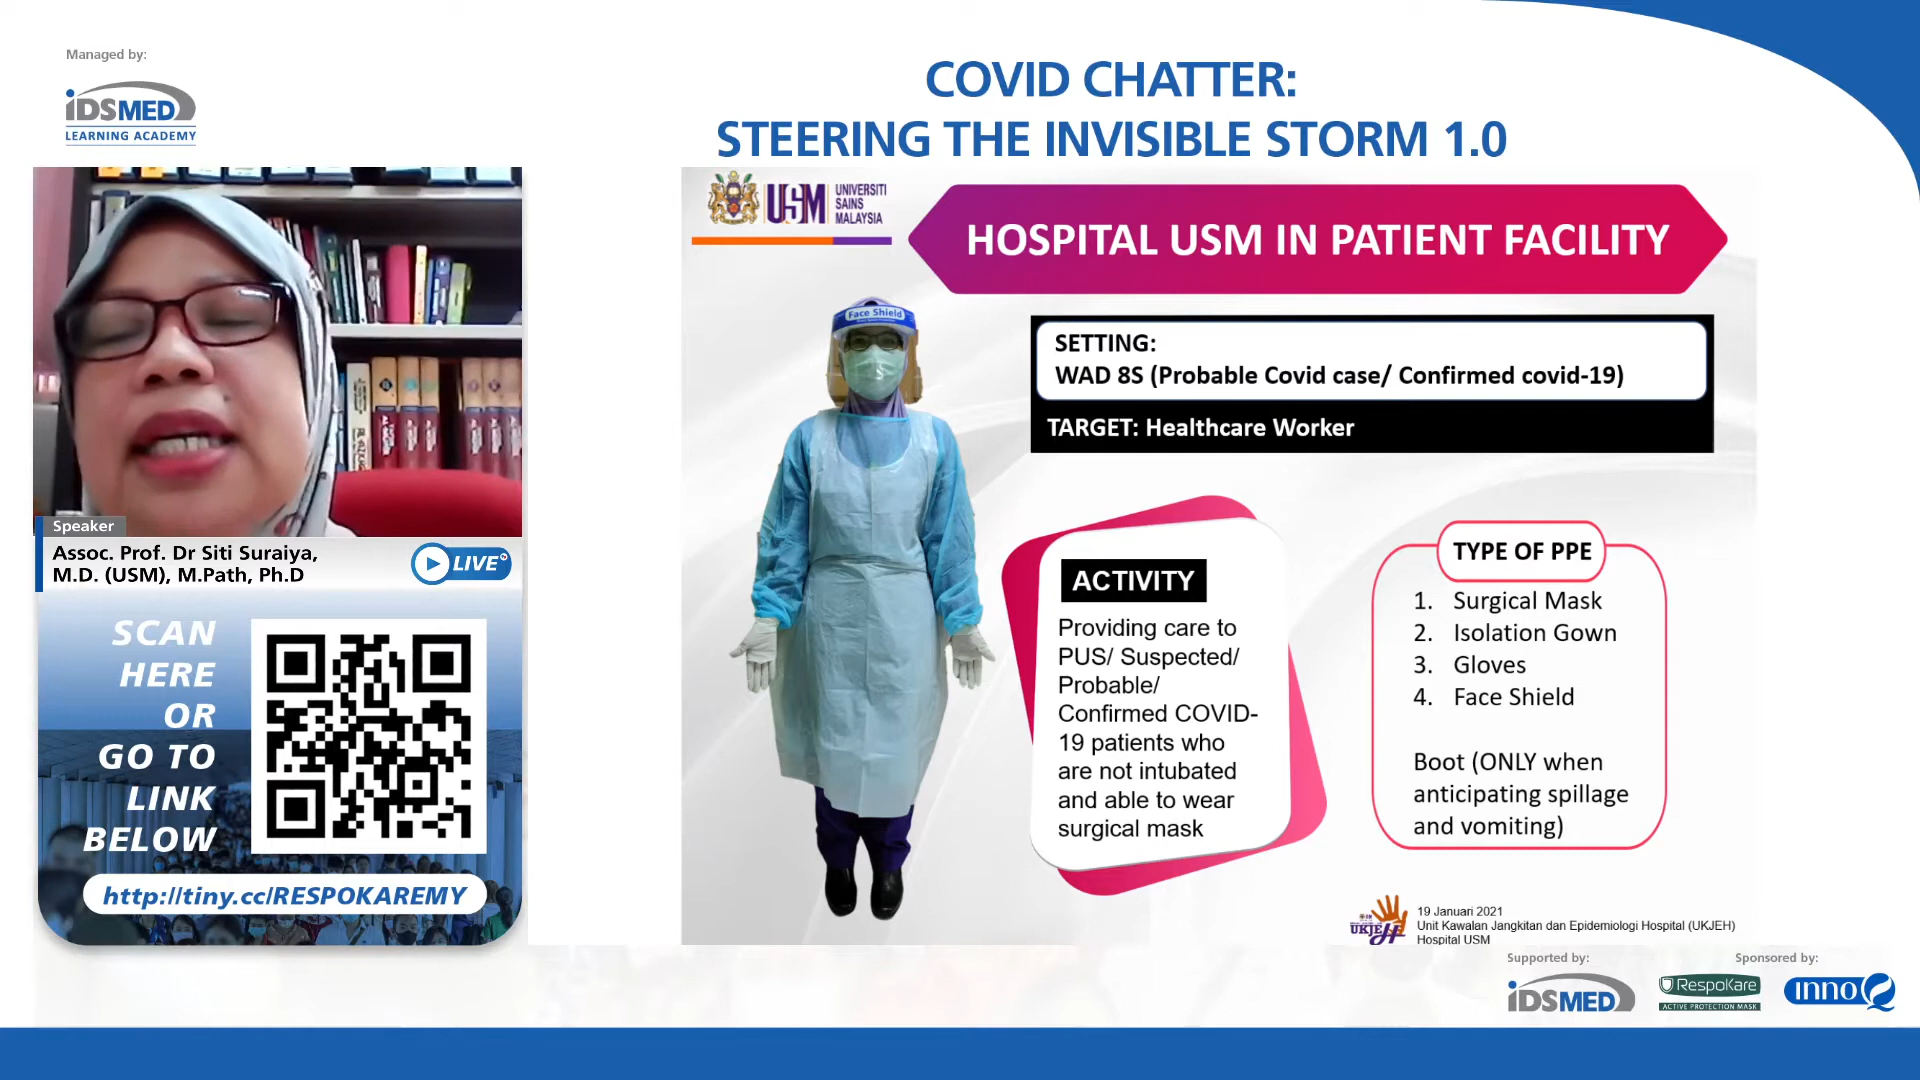 Managed by:
iDSMED
LEARNING ACADEMY
COVID CHATTER:
STEERING THE INVISIBLE STORM 1.0
USM
UNIVERSITI
SAINS
MALAYSIA
HOSPITAL USM IN PATIENT FACILITY
Face Shield
SETTING:
WAD 8S (Probable Covid case/ Confirmed covid-19)
TARGET: Healthcare Worker
Speaker
Assoc. Prof. Dr Siti Suraiya,
M.D. (USM), M.Path, Ph.D
LIVE
SCAN
HERE
OR
GO TO
LINK
BELOW
http://tiny.cc/RESPOKAREMY
ACTIVITY
Providing care to
PUS/ Suspected/
Probable/
Confirmed COVID-
19 patients who
are not intubated
and able to wear
surgical mask
TYPE OF PPE
1. Surgical Mask
2. Isolation Gown
3. Gloves
4. Face Shield
Boot (ONLY when
anticipating spillage
and vomiting)
UKJEH
19 Januari 2021
Unit Kawalan Jangkitan dan Epidemiologi Hospital (UKJEH)
Hospital USM
Supported by:
iDSMED
Sponsored by:
RespoKare
ACTIVE PROTECTION MASK
InnoQ